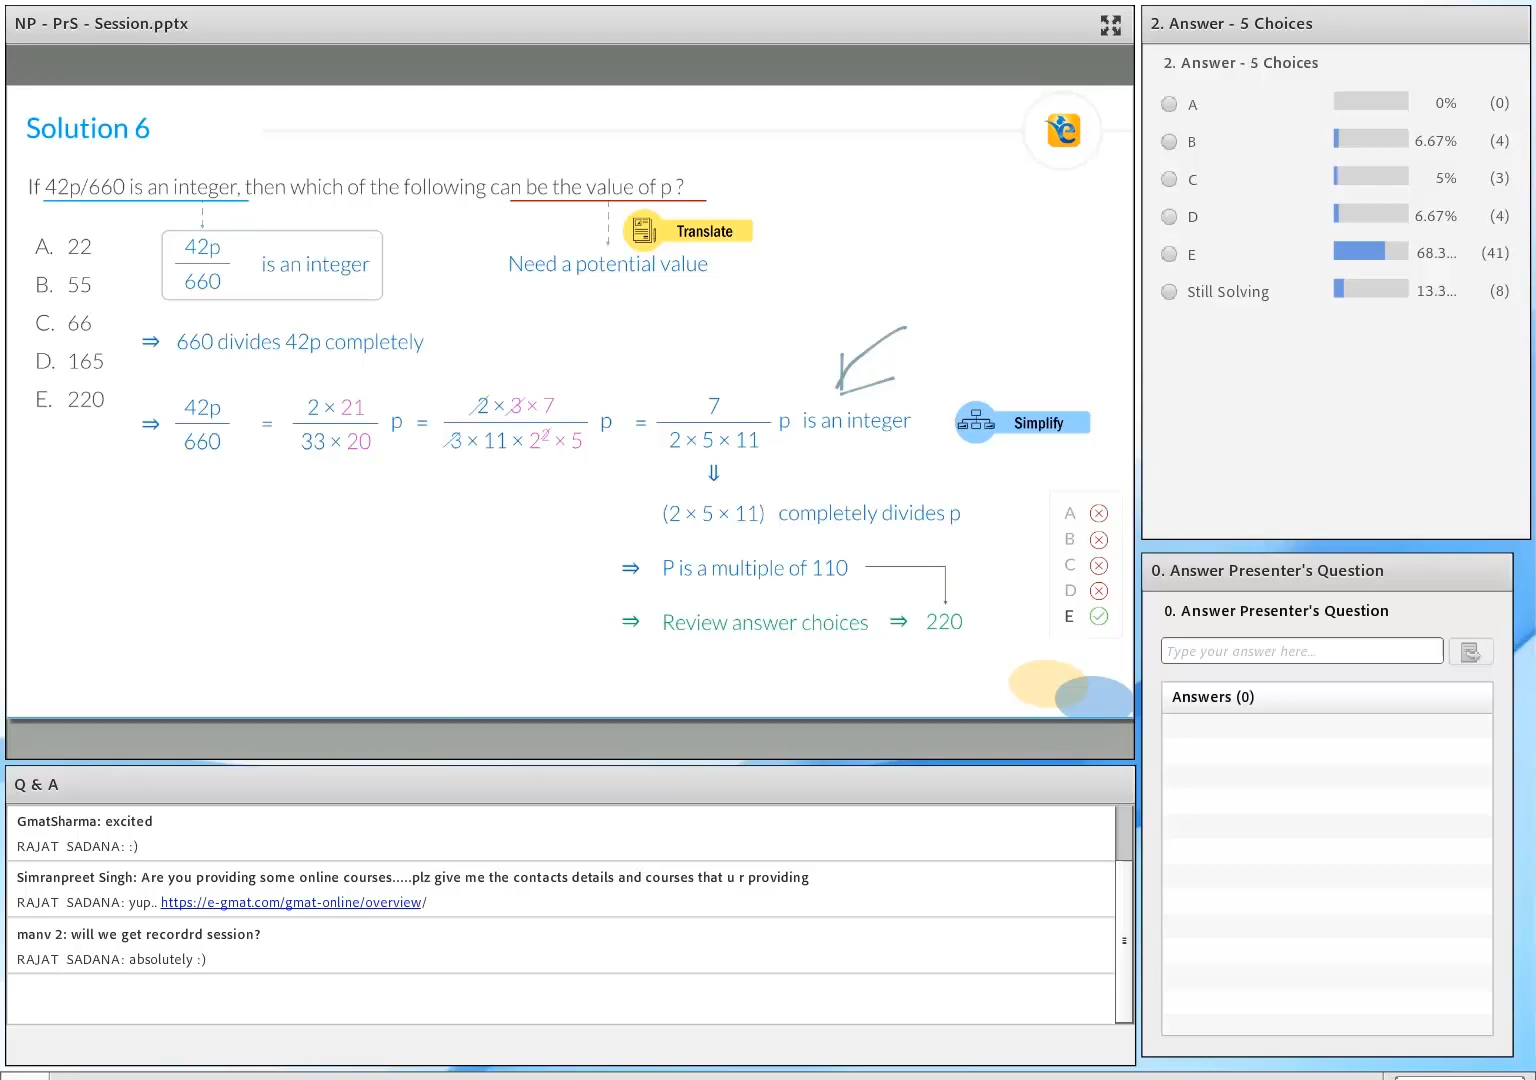 NP - PrS - Session.pptx
Solution 6
If 42p/660 is an integer, then which of the following can be the value of p ?
Translate
A. 22
42p
660
is an integer
Need a potential value
B. 55
C. 66
⇒ 660 divides 42p completely
D. 165
E. 220
⇒ 42p/660 = (2 × 21)/(33 × 20) p = (2 × 3 × 7)/(3 × 11 × 2² × 5) p = 7/(2 × 5 × 11) p is an integer
Simplify
⇓
(2 × 5 × 11) completely divides p
⇒ P is a multiple of 110
⇒ Review answer choices ⇒ 220
A
B
C
D
E
Q & A
GmatSharma: excited
RAJAT SADANA: :)
Simranpreet Singh: Are you providing some online courses.....plz give me the contacts details and courses that u r providing
RAJAT SADANA: yup.. https://e-gmat.com/gmat-online/overview/
manv 2: will we get recordrd session?
RAJAT SADANA: absolutely :)
2. Answer - 5 Choices
2. Answer - 5 Choices
A 0% (0)
B 6.67% (4)
C 5% (3)
D 6.67% (4)
E 68.3... (41)
Still Solving 13.3... (8)
0. Answer Presenter's Question
0. Answer Presenter's Question
Type your answer here...
Answers (0)